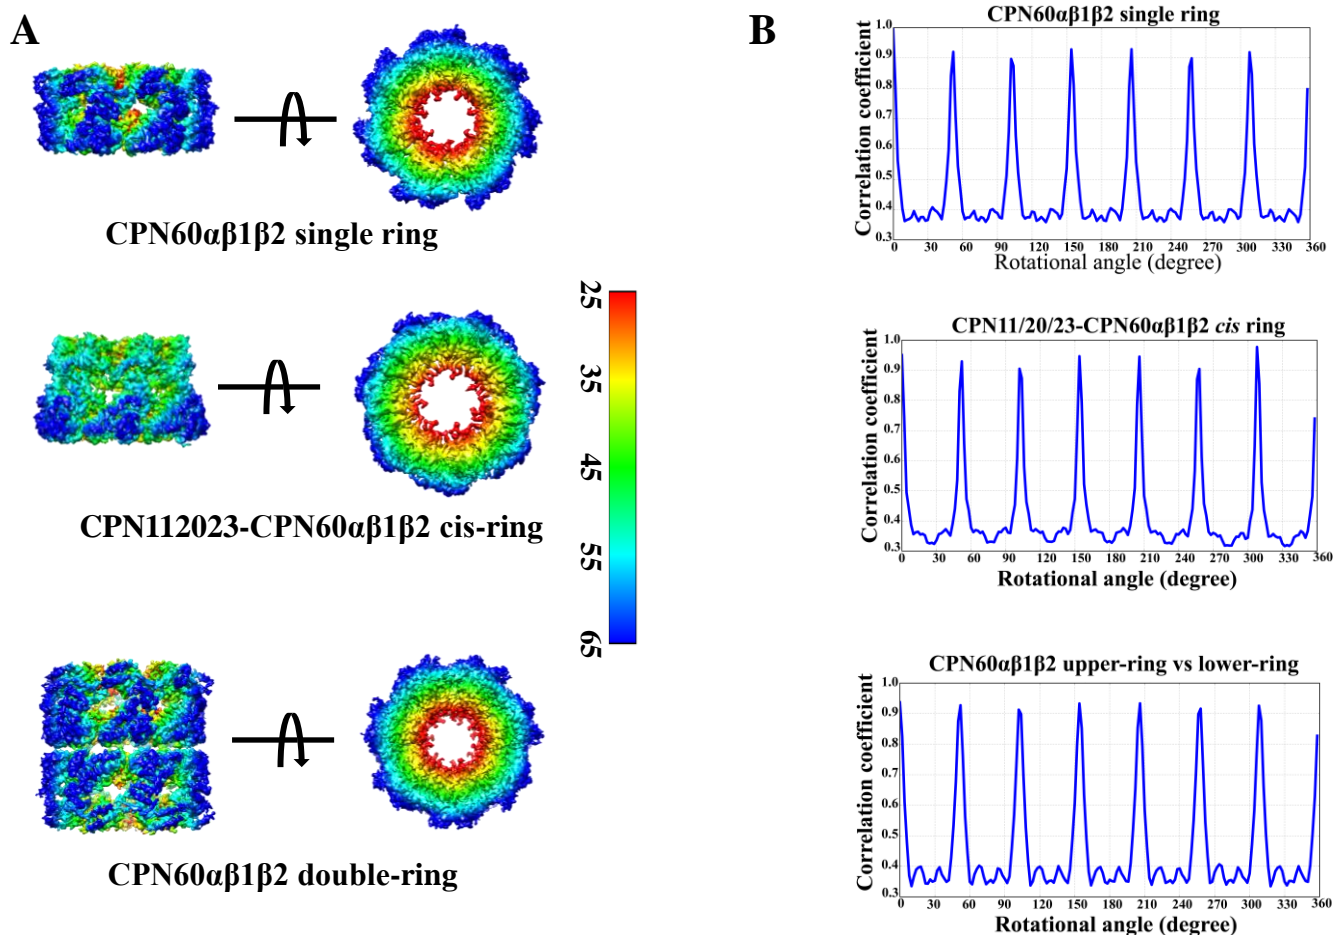 A
CPN60αβ1β2 single ring
CPN112023-CPN60αβ1β2 cis-ring
CPN60αβ1β2 double-ring
25
35
45
55
65
B
CPN60αβ1β2 single ring
Correlation coefficient
1.0
0.9
0.8
0.7
0.6
0.5
0.4
0.3
0 30 60 90 120 150 180 210 240 270 300 330 360
Rotational angle (degree)
CPN11/20/23-CPN60αβ1β2 cis ring
Correlation coefficient
1.0
0.9
0.8
0.7
0.6
0.5
0.4
0.3
0 30 60 90 120 150 180 210 240 270 300 330 360
Rotational angle (degree)
CPN60αβ1β2 upper-ring vs lower-ring
Correlation coefficient
1.0
0.9
0.8
0.7
0.6
0.5
0.4
0.3
0 30 60 90 120 150 180 210 240 270 300 330 360
Rotational angle (degree)